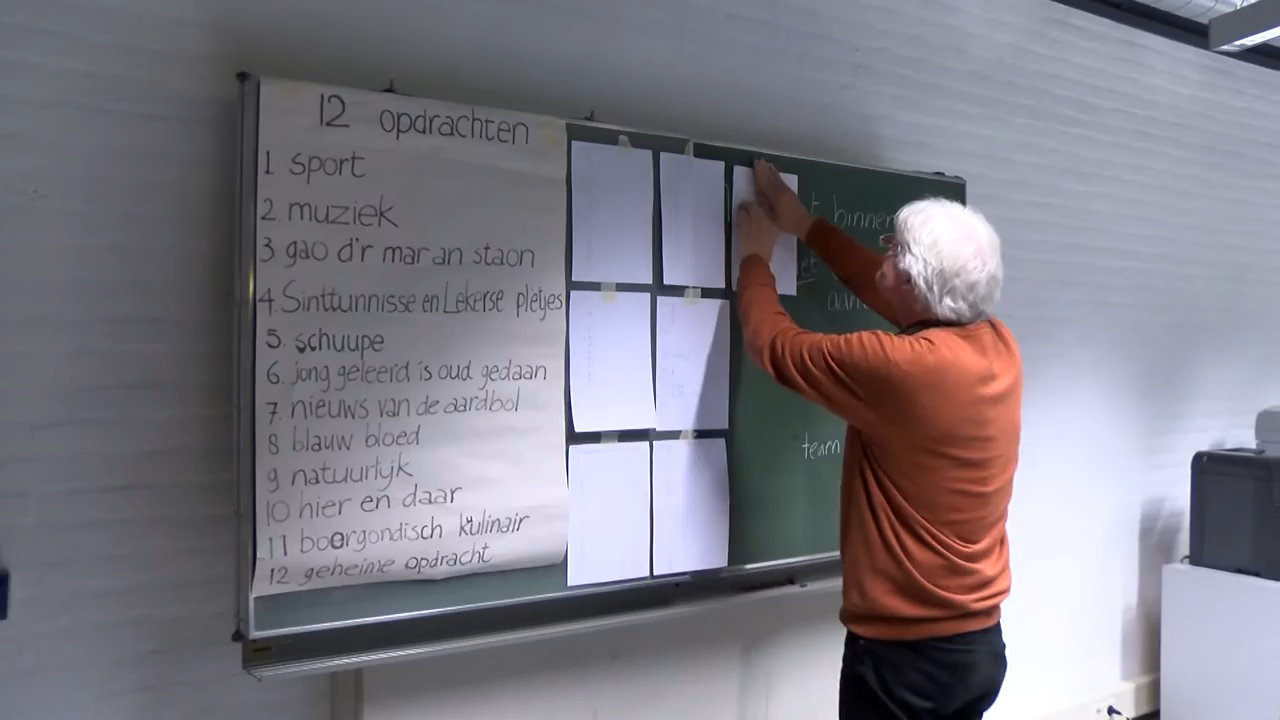 12 opdrachten
1 sport
2. muziek
3 gao d'r mar an staon
4. Sinttunnisse en Lekerse pletjes
5. schuupe
6. jong geleerd is oud gedaan
7. nieuws van de aardbol
8 blauw bloed
9 natuurlijk
10 hier en daar
11 boergondisch kulinair
12 geheime opdracht
binnen
team